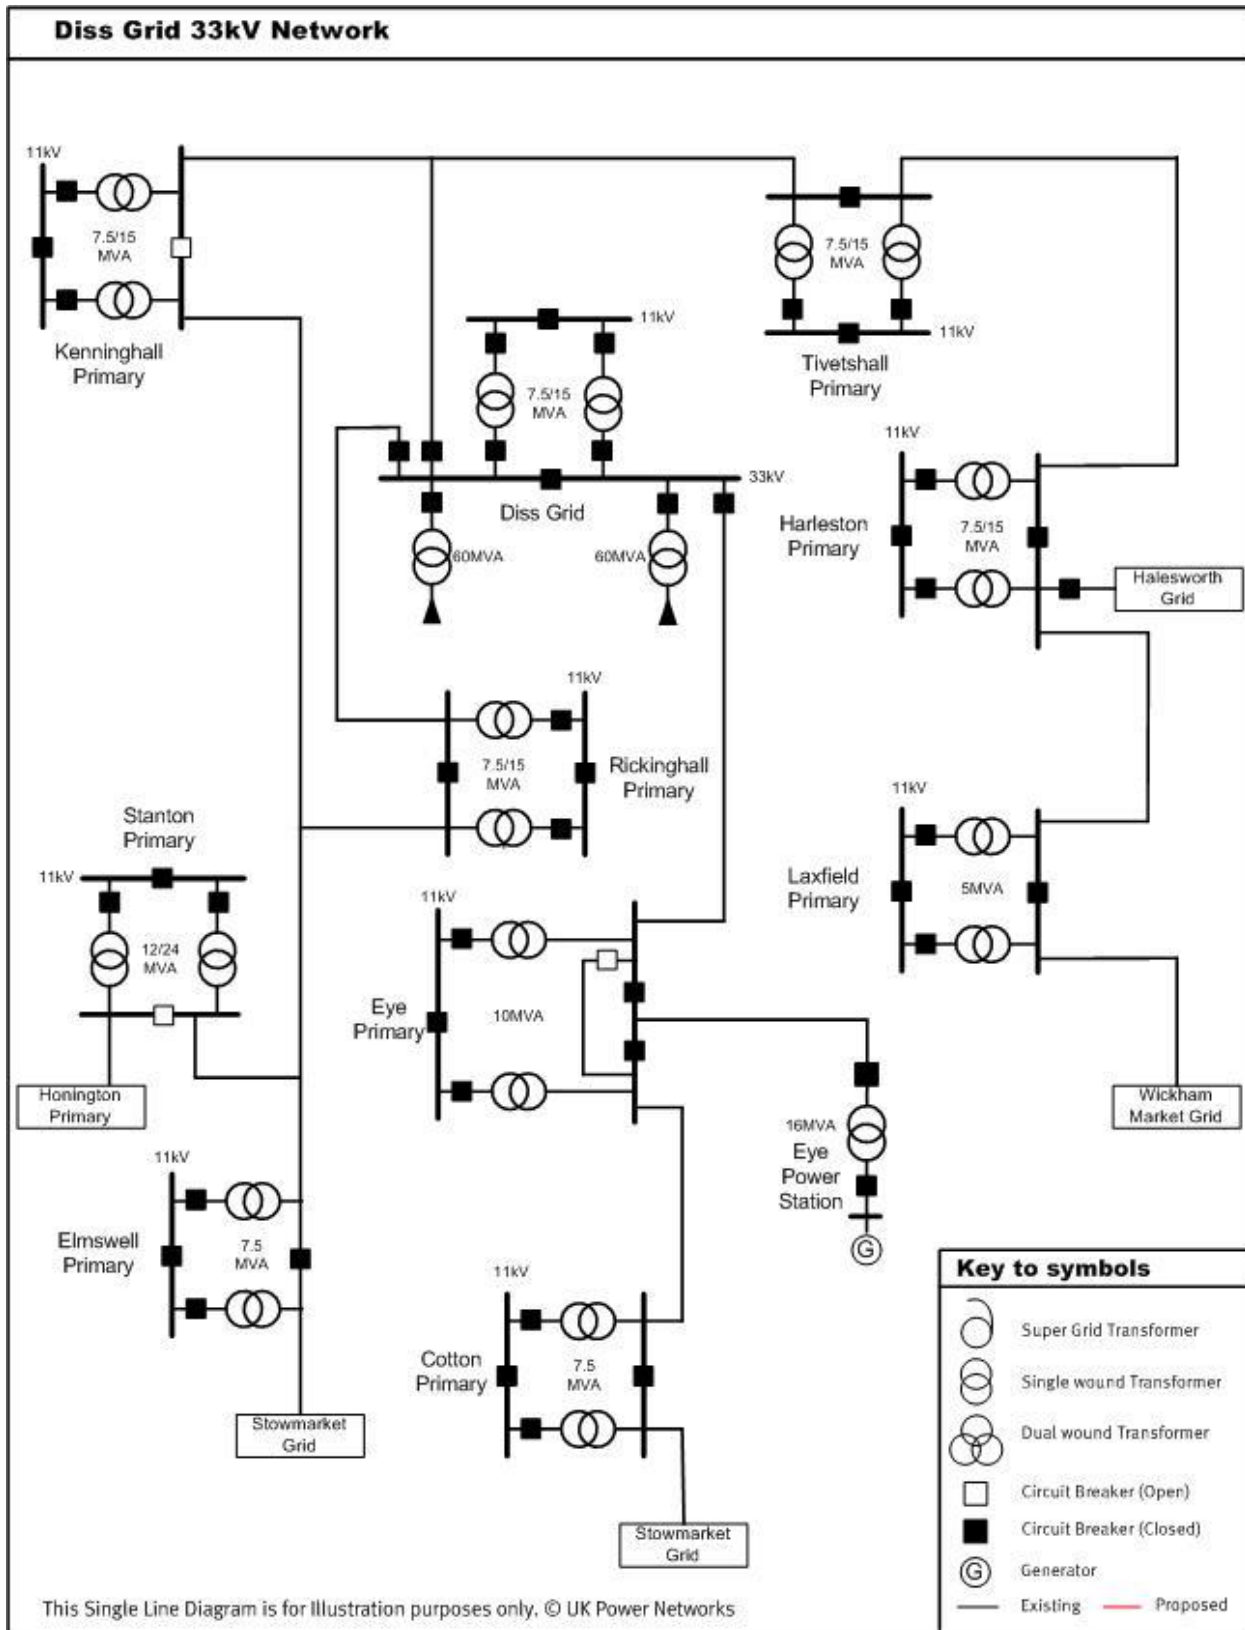 Diss Grid 33kV Network
11kV
7.5/15
MVA
Kenninghall
Primary
7.5/15
MVA
11kV
Tivetshall
Primary
11kV
7.5/15
MVA
33kV
Diss Grid
60MVA
60MVA
11kV
Harleston
Primary
7.5/15
MVA
Halesworth
Grid
11kV
7.5/15
MVA
Rickinghall
Primary
Stanton
Primary
11kV
12/24
MVA
Honington
Primary
11kV
Laxfield
Primary
5MVA
Wickham
Market Grid
11kV
Eye
Primary
10MVA
16MVA
Eye
Power
Station
G
11kV
Elmswell
Primary
7.5
MVA
Stowmarket
Grid
11kV
Cotton
Primary
7.5
MVA
Stowmarket
Grid
Key to symbols
Super Grid Transformer
Single wound Transformer
Dual wound Transformer
Circuit Breaker (Open)
Circuit Breaker (Closed)
G Generator
Existing Proposed
This Single Line Diagram is for Illustration purposes only. © UK Power Networks